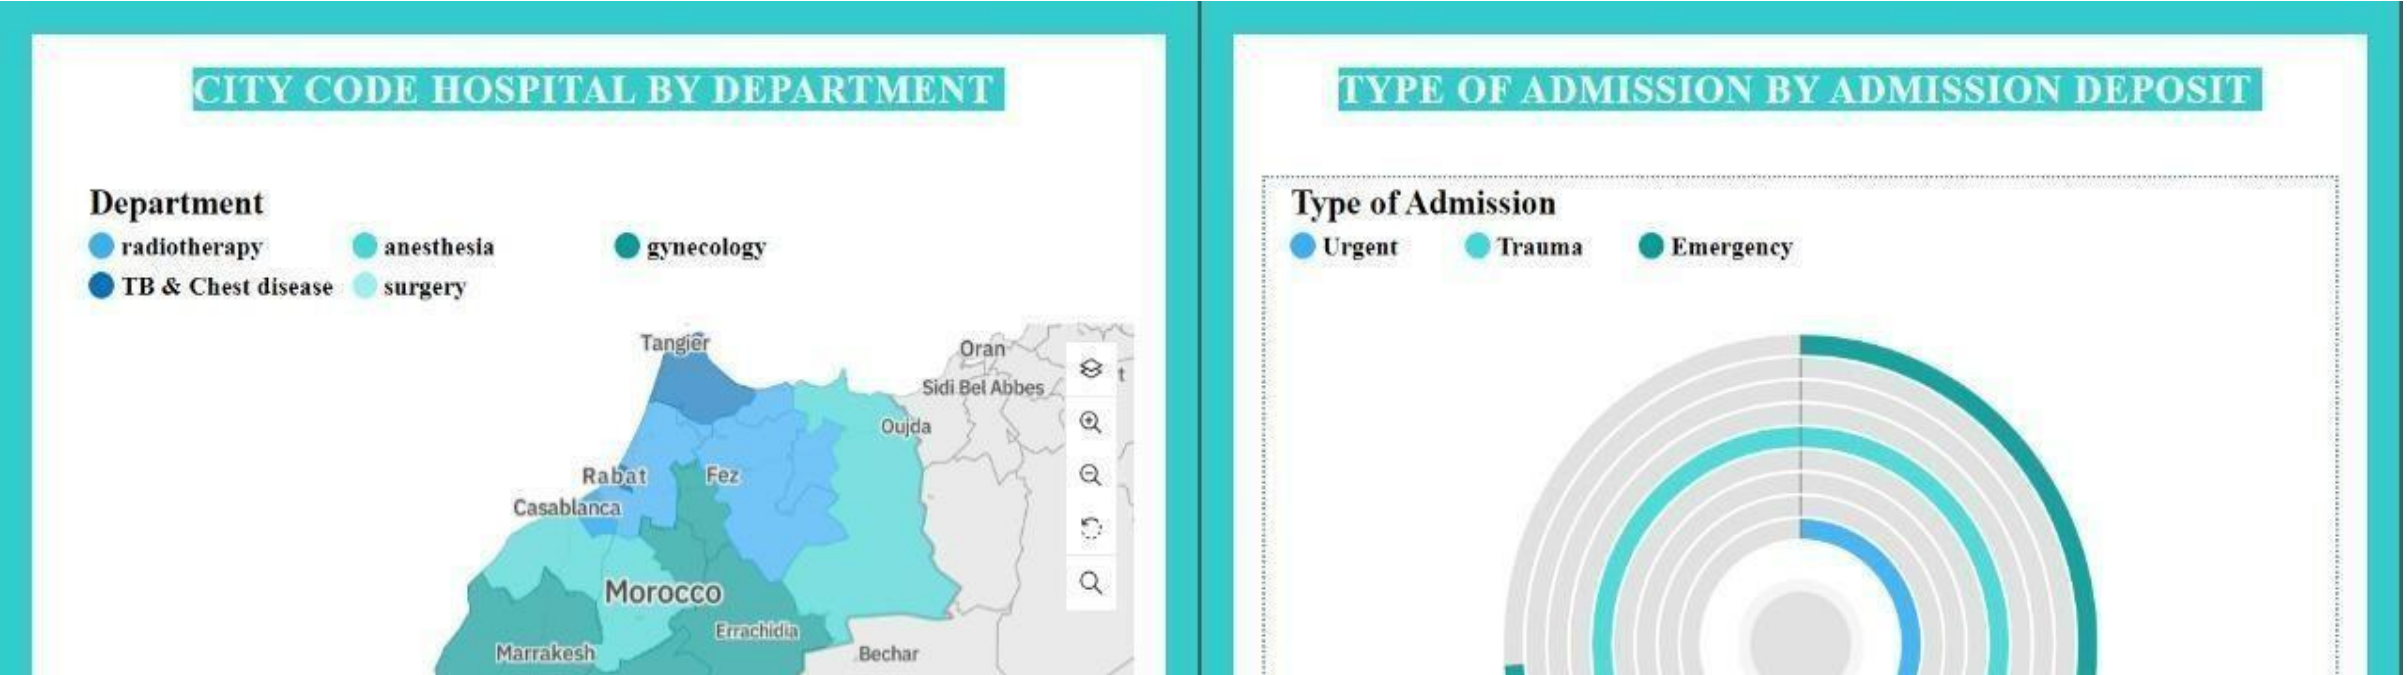 CITY CODE HOSPITAL BY DEPARTMENT
Department
radiotherapy
anesthesia
gynecology
TB & Chest disease
surgery
Tangier
Oran
t
Sidi Bel Abbes
Oujda
Rabat
Fez
Casablanca
Morocco
Errachidia
Marrakesh
Bechar
TYPE OF ADMISSION BY ADMISSION DEPOSIT
Type of Admission
Urgent
Trauma
Emergency